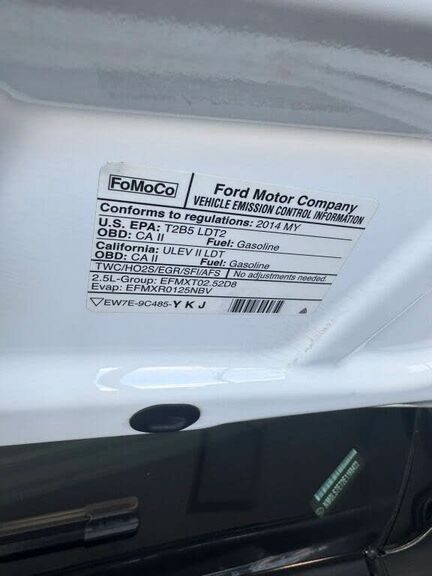 FoMoCo
Ford Motor Company
VEHICLE EMISSION CONTROL INFORMATION
Conforms to regulations: 2014 MY
U.S. EPA: T2B5 LDT2
OBD: CA II Fuel: Gasoline
California: ULEV II LDT
OBD: CA II Fuel: Gasoline
TWC/HO2S/EGR/SFI/AFS No adjustments needed.
2.5L-Group: EFMXT02.52D8
Evap: EFMXR0125NBV
EW7E-9C485-YKJ